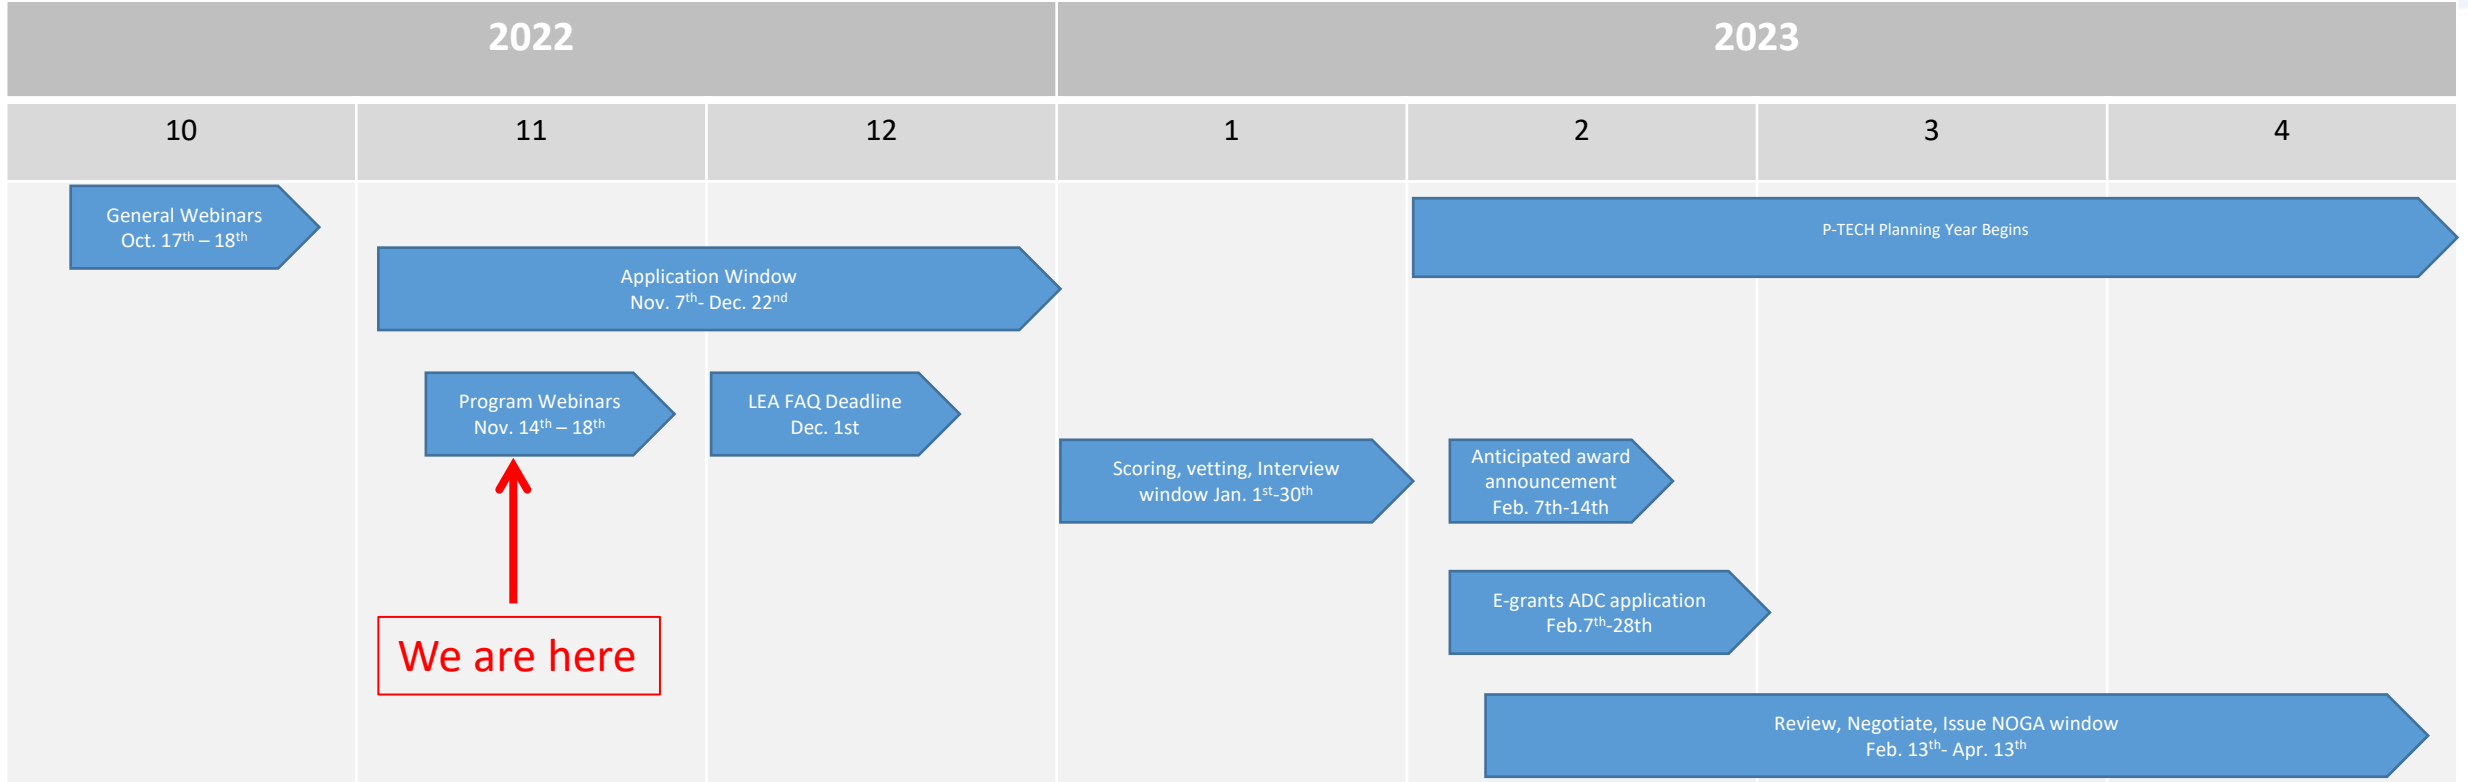 2022
2023
10
11
12
1
2
3
4
General Webinars
Oct. 17th – 18th
P-TECH Planning Year Begins
Application Window
Nov. 7th- Dec. 22nd
Program Webinars
Nov. 14th – 18th
LEA FAQ Deadline
Dec. 1st
Scoring, vetting, Interview
window Jan. 1st-30th
Anticipated award
announcement
Feb. 7th-14th
E-grants ADC application
Feb.7th-28th
We are here
Review, Negotiate, Issue NOGA window
Feb. 13th- Apr. 13th